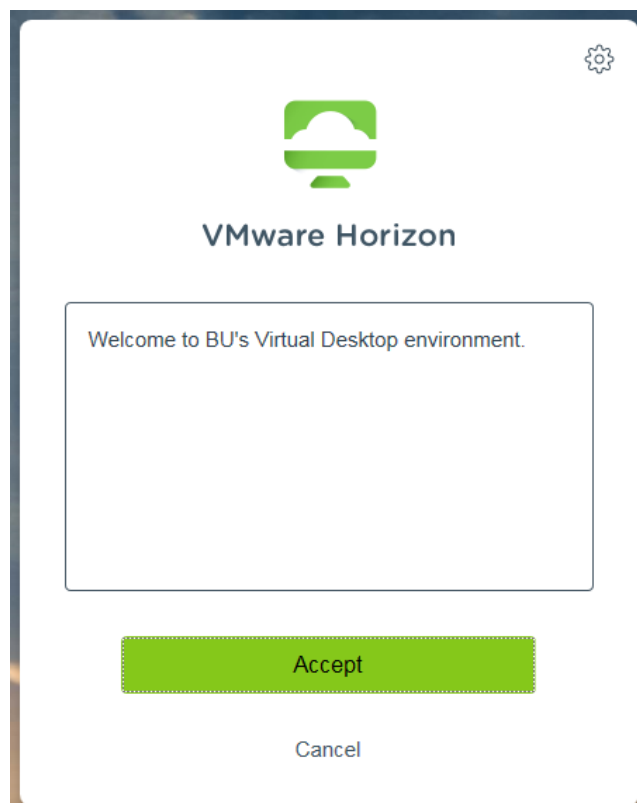 VMware Horizon
Welcome to BU's Virtual Desktop environment.
Accept
Cancel